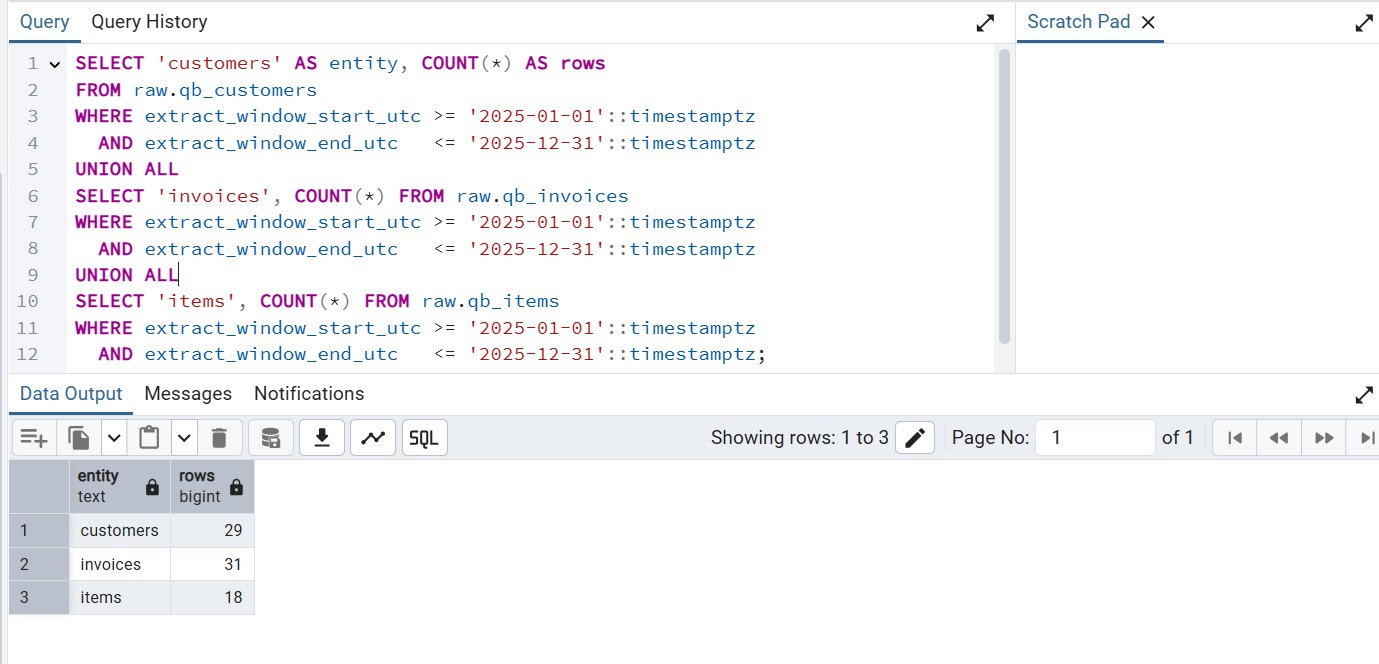 Query Query History Scratch Pad
1 SELECT 'customers' AS entity, COUNT(*) AS rows
2 FROM raw.qb_customers
3 WHERE extract_window_start_utc >= '2025-01-01'::timestamptz
4 AND extract_window_end_utc <= '2025-12-31'::timestamptz
5 UNION ALL
6 SELECT 'invoices', COUNT(*) FROM raw.qb_invoices
7 WHERE extract_window_start_utc >= '2025-01-01'::timestamptz
8 AND extract_window_end_utc <= '2025-12-31'::timestamptz
9 UNION ALL
10 SELECT 'items', COUNT(*) FROM raw.qb_items
11 WHERE extract_window_start_utc >= '2025-01-01'::timestamptz
12 AND extract_window_end_utc <= '2025-12-31'::timestamptz;
Data Output Messages Notifications
SQL Showing rows: 1 to 3 Page No: 1 of 1
entity rows
text bigint
1 customers 29
2 invoices 31
3 items 18